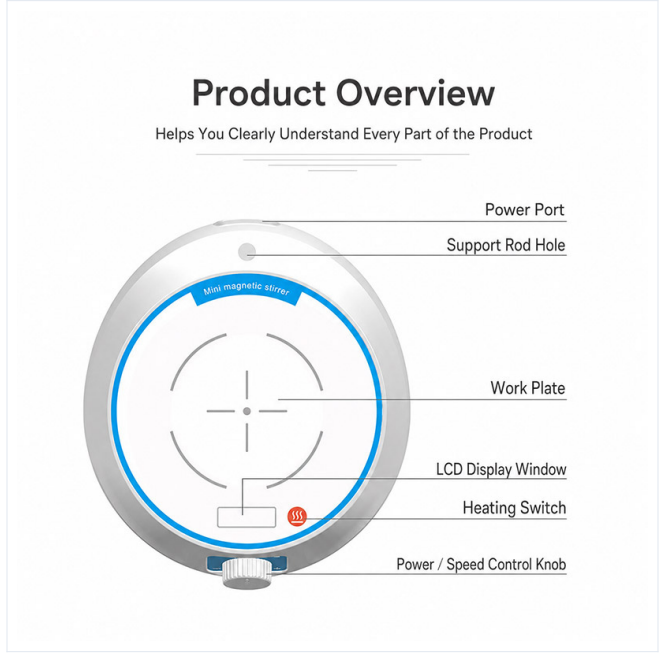 Product Overview
Helps You Clearly Understand Every Part of the Product
Power Port
Support Rod Hole
Mini magnetic stirrer
Work Plate
LCD Display Window
Heating Switch
Power / Speed Control Knob